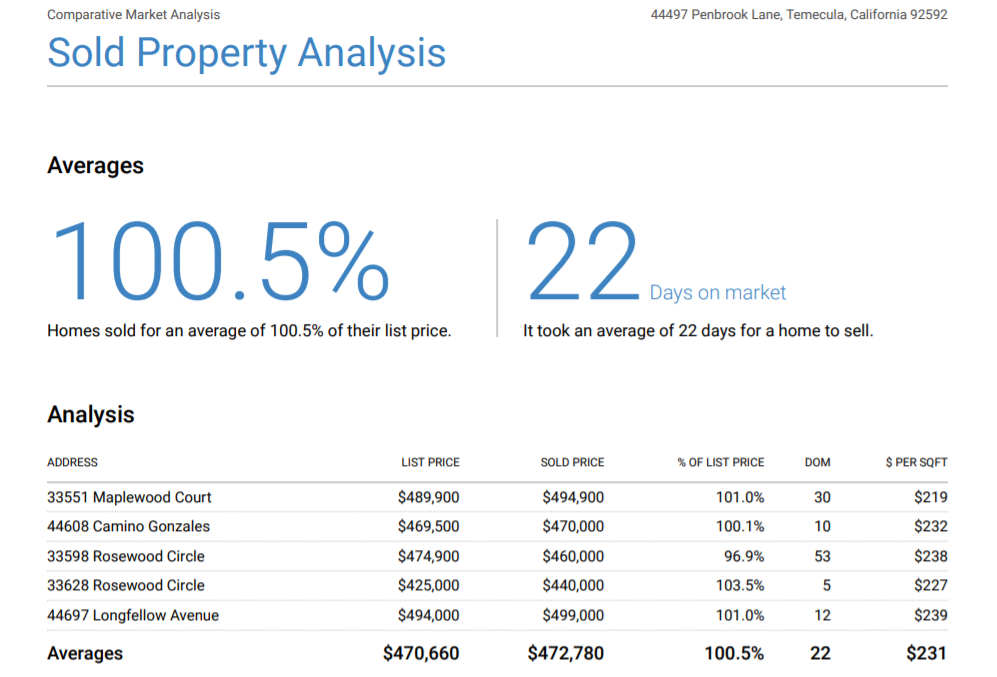 Comparative Market Analysis 44497 Penbrook Lane, Temecula, California 92592
Sold Property Analysis
Averages
100.5%
Homes sold for an average of 100.5% of their list price.
22 Days on market
It took an average of 22 days for a home to sell.
Analysis
ADDRESS LIST PRICE SOLD PRICE % OF LIST PRICE DOM $ PER SQFT
33551 Maplewood Court $489,900 $494,900 101.0% 30 $219
44608 Camino Gonzales $469,500 $470,000 100.1% 10 $232
33598 Rosewood Circle $474,900 $460,000 96.9% 53 $238
33628 Rosewood Circle $425,000 $440,000 103.5% 5 $227
44697 Longfellow Avenue $494,000 $499,000 101.0% 12 $239
Averages $470,660 $472,780 100.5% 22 $231